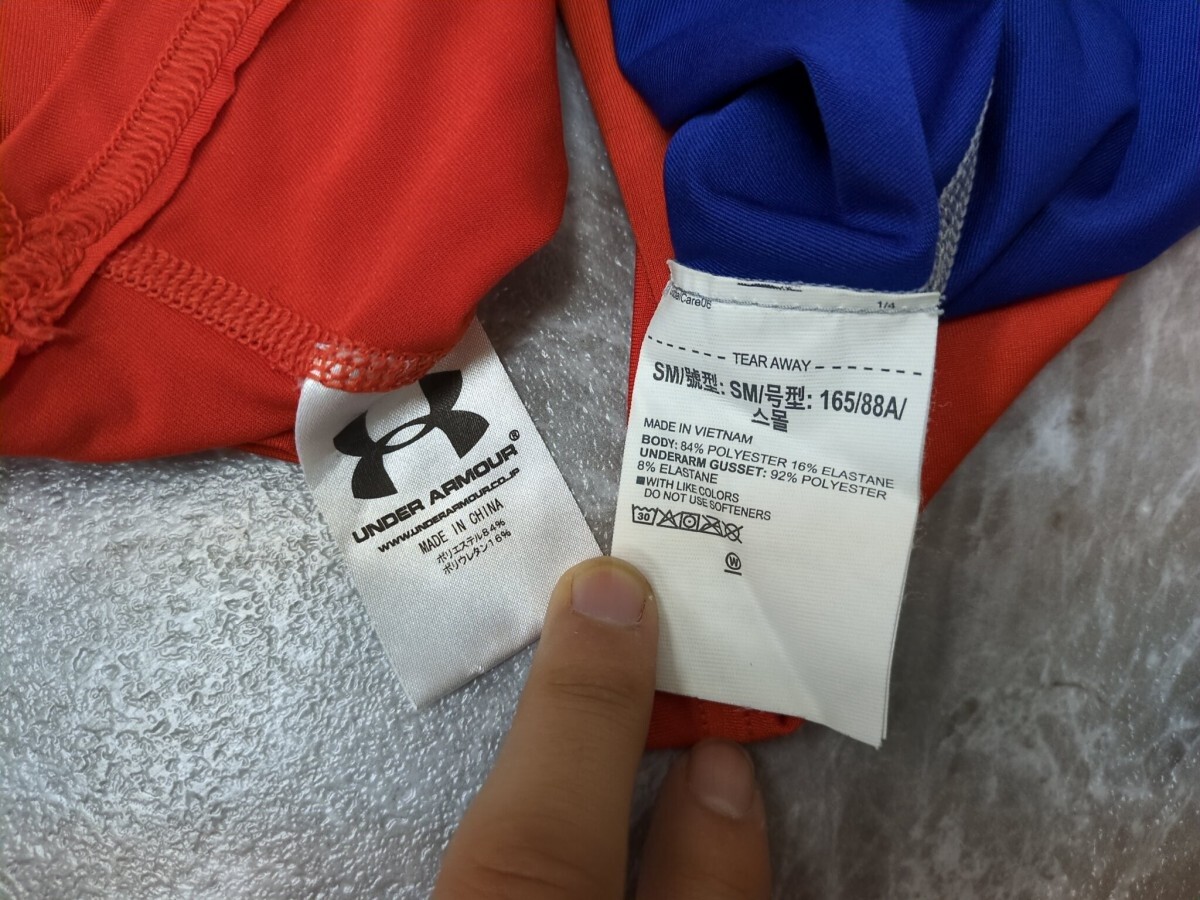 UNDER ARMOUR®
WWW.UNDERARMOUR.CO.JP
MADE IN CHINA
ポリエステル84%
ポリウレタン16%
Care06
1/4
TEAR AWAY
SM/號型: SM/号型: 165/88A/
스몰
MADE IN VIETNAM
BODY: 84% POLYESTER 16% ELASTANE
UNDERARM GUSSET: 92% POLYESTER
8% ELASTANE
■WITH LIKE COLORS
DO NOT USE SOFTENERS
30
W